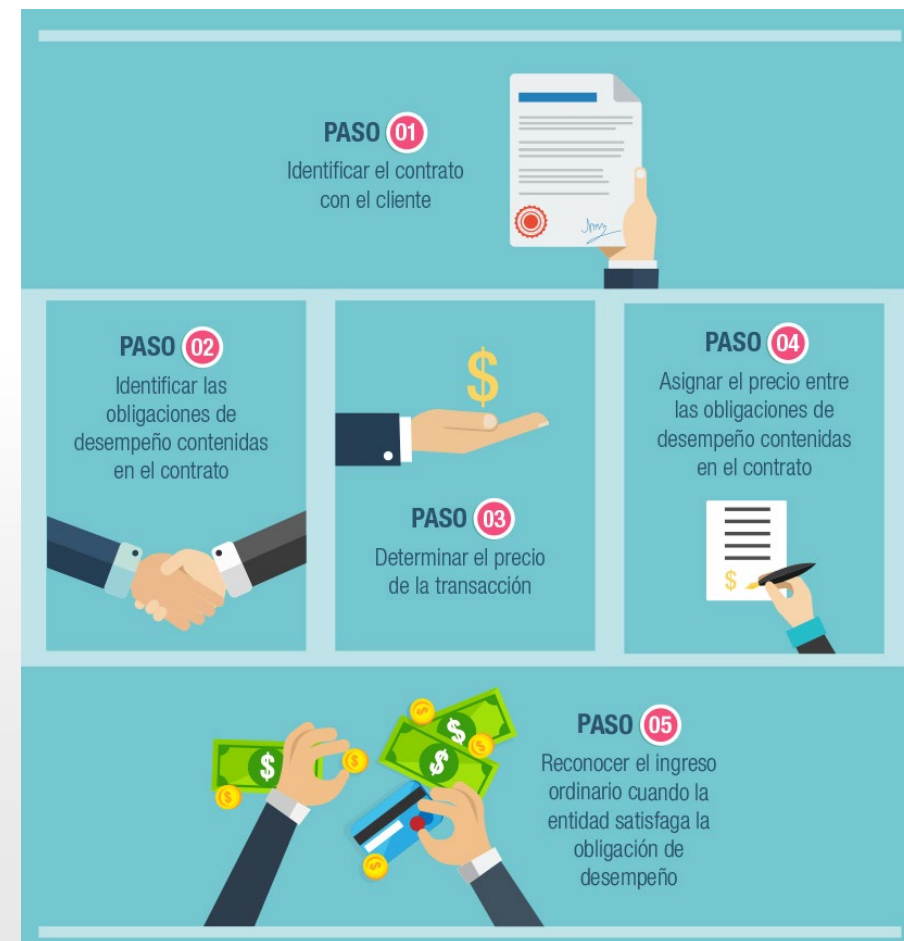 PASO 01
Identificar el contrato
con el cliente
PASO 02
Identificar las
obligaciones de
desempeño contenidas
en el contrato
$
PASO 03
Determinar el precio
de la transacción
PASO 04
Asignar el precio entre
las obligaciones de
desempeño contenidas
en el contrato
$
$
$
$
PASO 05
Reconocer el ingreso
ordinario cuando la
entidad satisfaga la
obligación de
desempeño